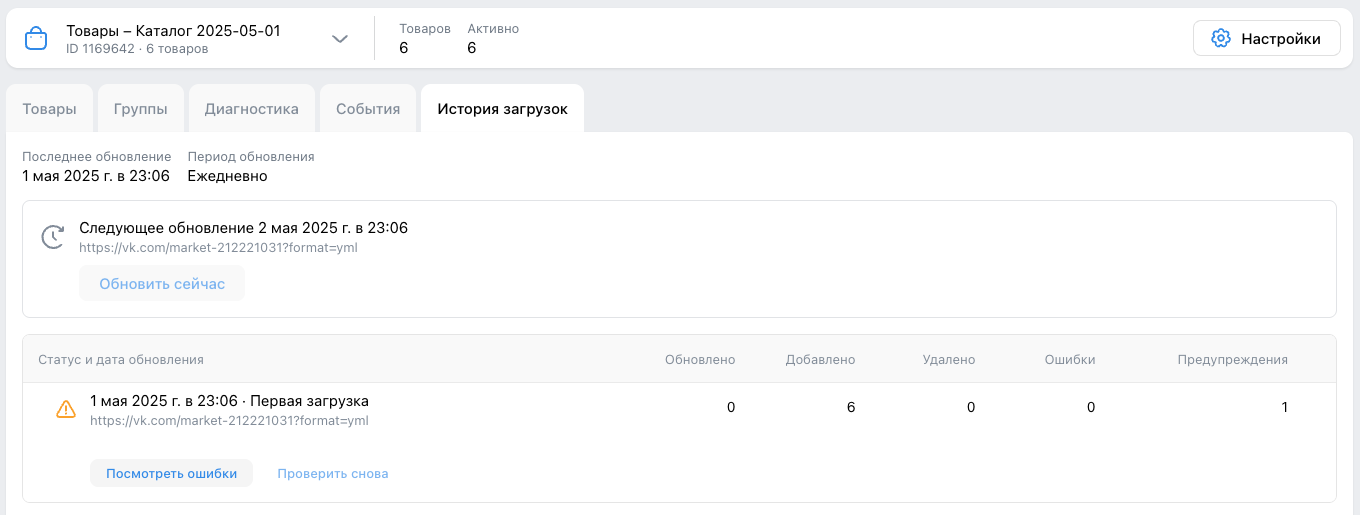 Товары – Каталог 2025-05-01
ID 1169642 · 6 товаров
Товаров Активно
6 6
Настройки
Товары Группы Диагностика События История загрузок
Последнее обновление Период обновления
1 мая 2025 г. в 23:06 Ежедневно
Следующее обновление 2 мая 2025 г. в 23:06
https://vk.com/market-212221031?format=yml
Обновить сейчас
Статус и дата обновления Обновлено Добавлено Удалено Ошибки Предупреждения
1 мая 2025 г. в 23:06 · Первая загрузка 0 6 0 0 1
https://vk.com/market-212221031?format=yml
Посмотреть ошибки Проверить снова